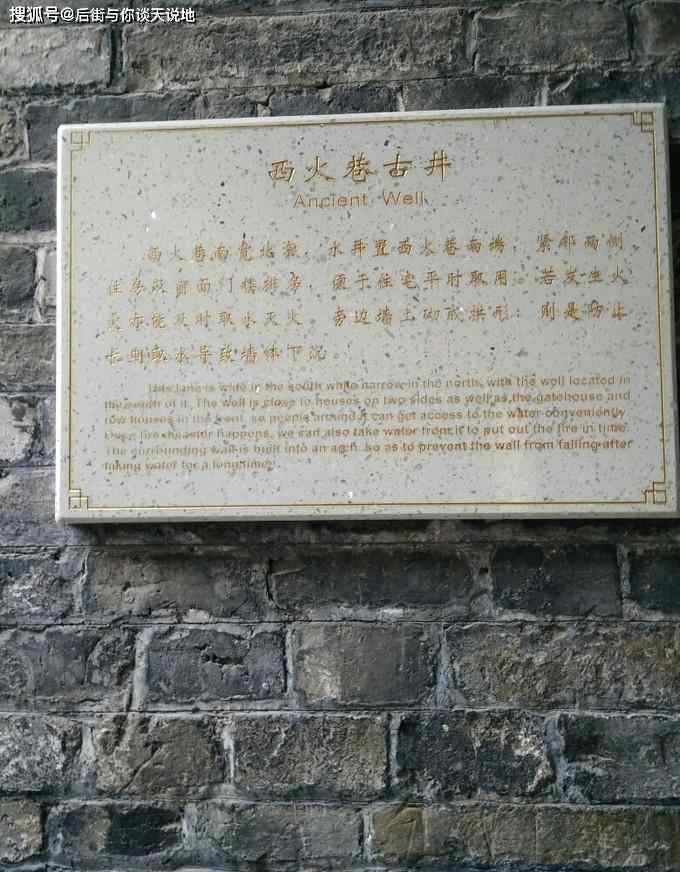 搜狐号@后街与你谈天说地
西火巷古井
Ancient Well
西火巷南宽北窄，水井置西火巷南端，紧邻两侧
住房以前面门楼排房，便于住宅平时取用。若发生火
灾亦能及时取水灭火。旁边墙上砌成拱形，则是防止
长期取水导致墙体下沉。
This lane is wide in the south while narrow in the north, with the well located in
the south of it. The well is close to houses on two sides as well as the gatehouse and
row houses in the front, so people around it can get access to the water conveniently.
fire disaster happens, we can also take water from it to put out the fire in time.
The surrounding wall is built into an arch, so as to prevent the wall from falling after
taking water for a long time.